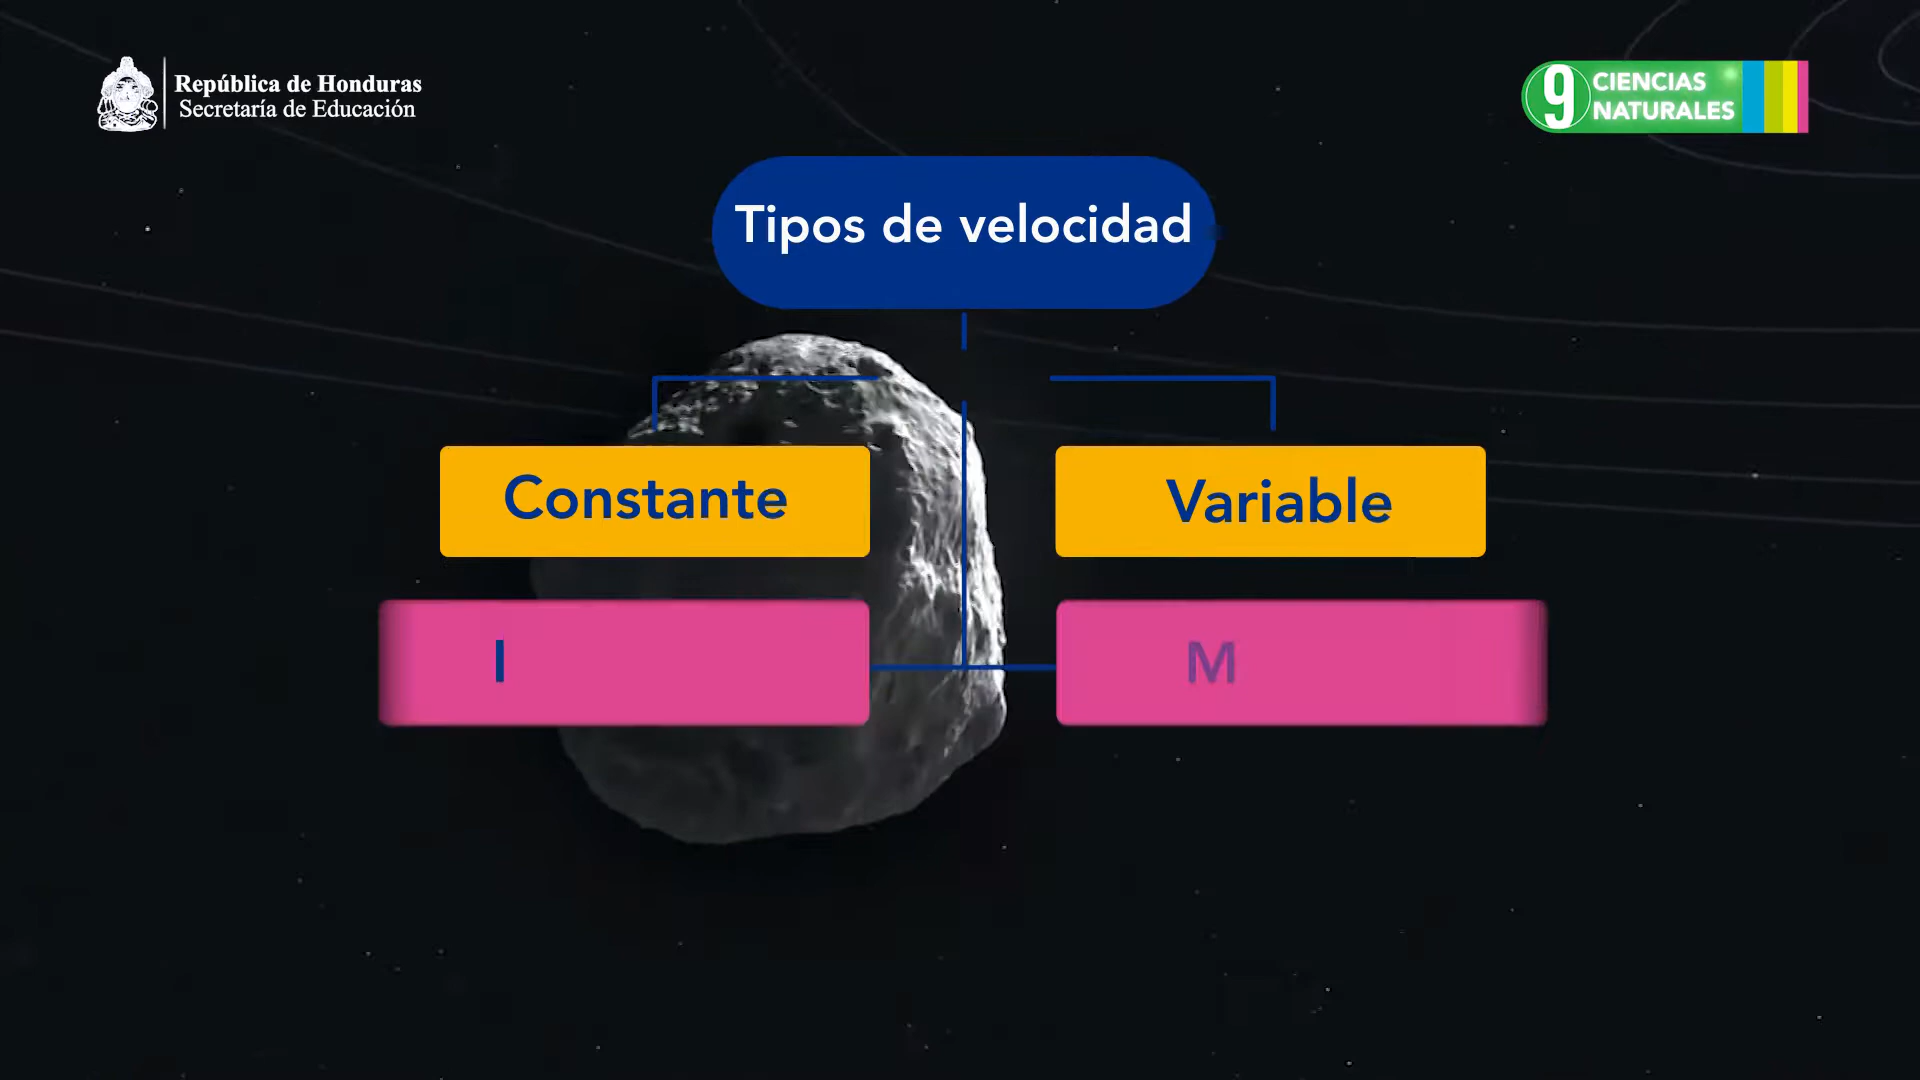 República de Honduras
Secretaría de Educación
9 CIENCIAS
NATURALES
Tipos de velocidad
Constante
Variable
I
M